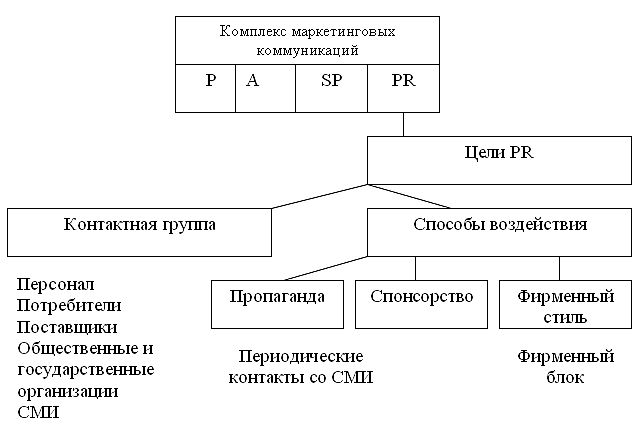 Комплекс маркетинговых
коммуникаций
P A SP PR
Цели PR
Контактная группа
Способы воздействия
Персонал
Потребители
Поставщики
Общественные и
государственные
организации
СМИ
Пропаганда
Спонсорство
Фирменный
стиль
Периодические
контакты со СМИ
Фирменный
блок